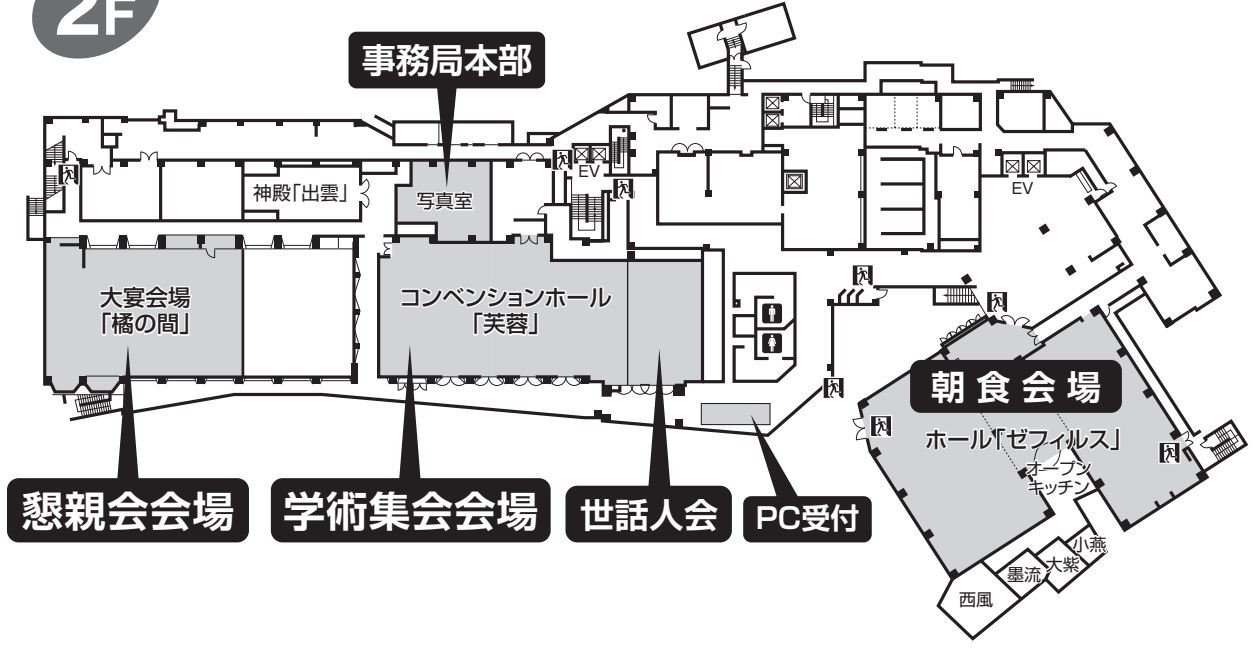 2F
事務局本部
神殿「出雲」
写真室
EV
EV
大宴会場
「橘の間」
コンベンションホール
「芙蓉」
朝食会場
ホール「ゼフィルス」
オープン
キッチン
懇親会会場
学術集会会場
世話人会
PC受付
小燕
大紫
墨流
西風